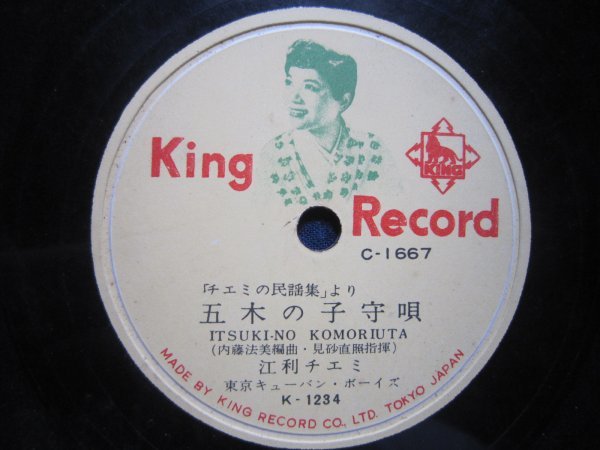 King
KING
Record
C-1667
「チエミの民謡集」より
五木の子守唄
ITSUKI-NO KOMORIUTA
(内藤法美編曲・見砂直照指揮)
江利チエミ
東京キューバン・ボーイズ
K-1234
MADE BY KING RECORD CO., LTD. TOKYO JAPAN